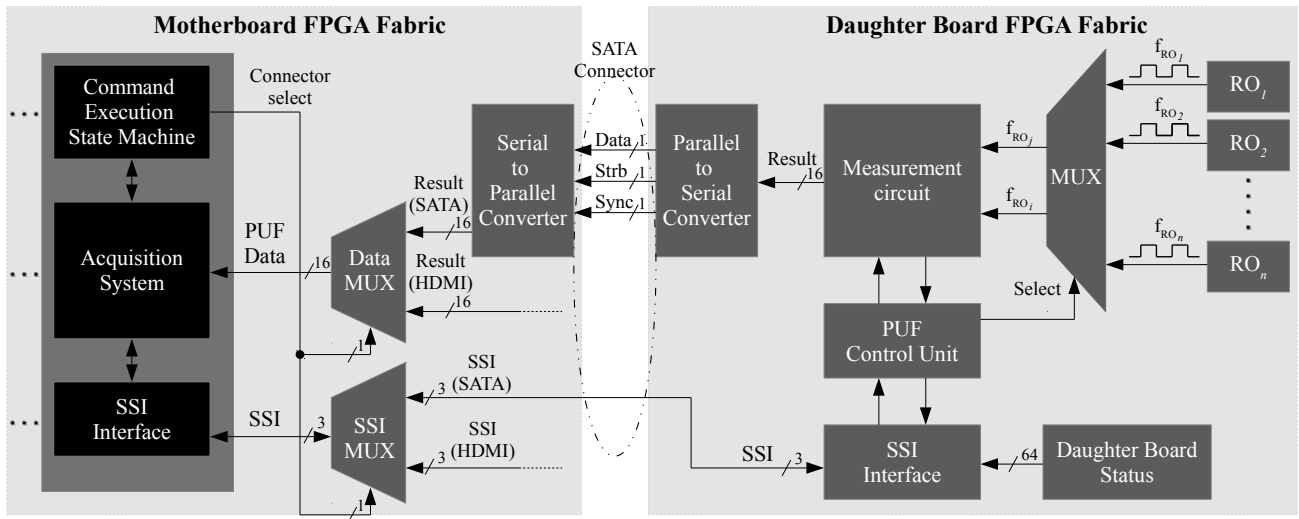 Motherboard FPGA Fabric
Daughter Board FPGA Fabric
Command
Execution
State Machine
Acquisition
System
SSI
Interface
Connector
select
PUF
Data
16
Data
MUX
1
SSI
3
SSI
MUX
1
Result
(SATA)
16
Result
(HDMI)
16
SSI
(SATA)
3
SSI
(HDMI)
3
Serial
to
Parallel
Converter
SATA
Connector
Data
1
Strb
1
Sync
1
Parallel
to
Serial
Converter
Result
16
Measurement
circuit
fROj
fROi
MUX
Select
PUF
Control Unit
SSI
3
SSI
Interface
64
Daughter Board
Status
fRO1
RO1
fRO2
RO2
fROn
ROn